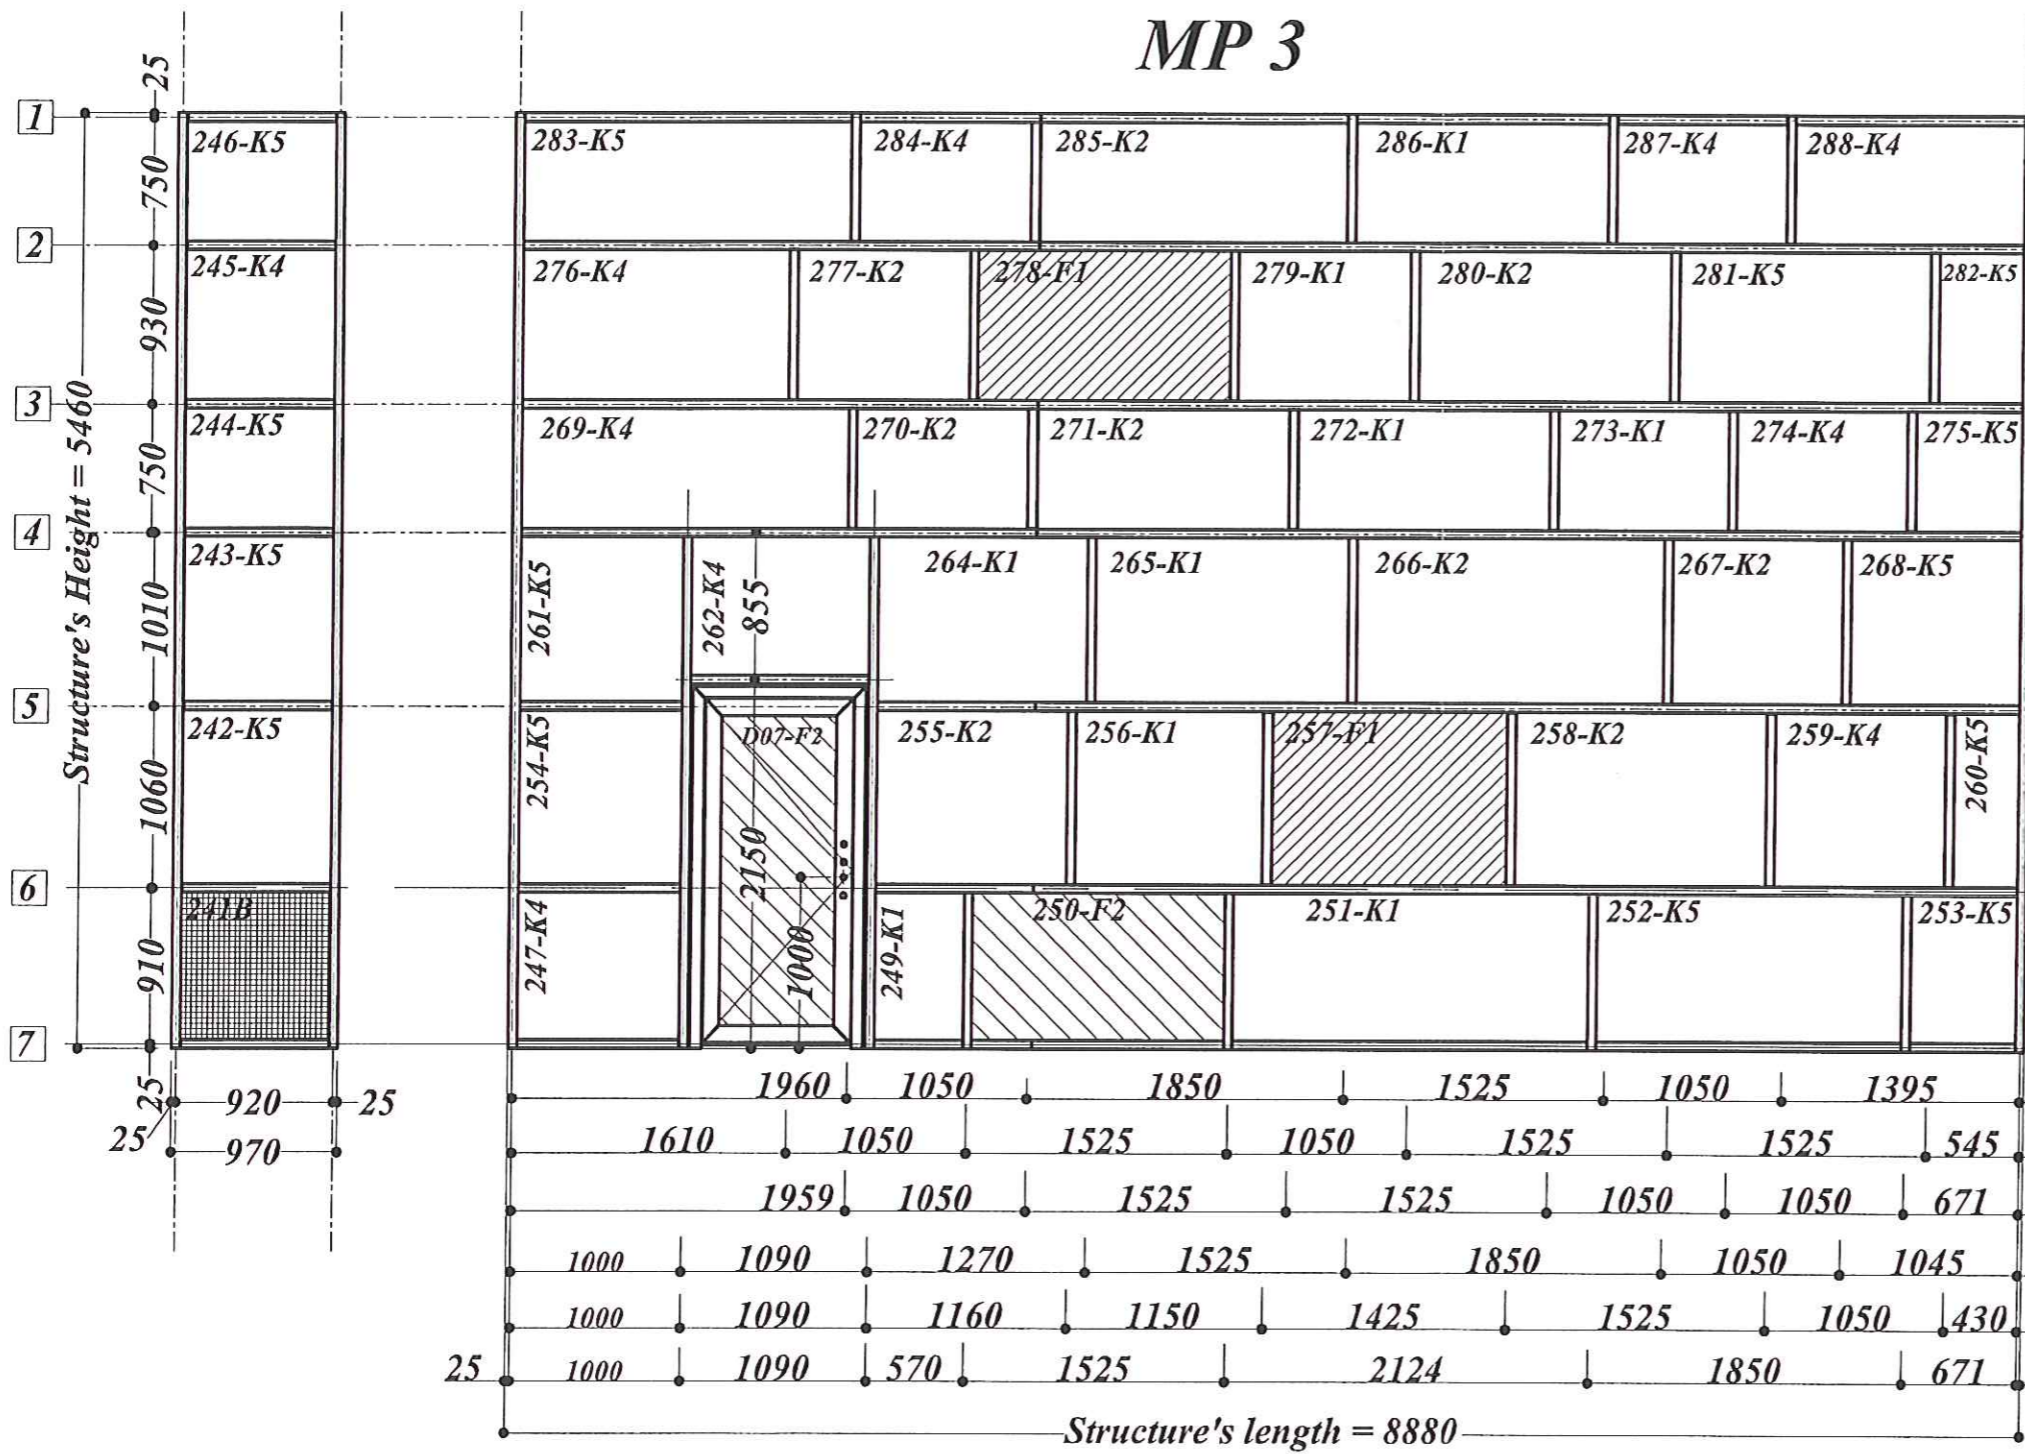 MP 3
25
1
246-K5
283-K5
284-K4
285-K2
286-K1
287-K4
288-K4
750
2
245-K4
276-K4
277-K2
278-F1
279-K1
280-K2
281-K5
282-K5
930
3
244-K5
269-K4
270-K2
271-K2
272-K1
273-K1
274-K4
275-K5
750
Structure's Height = 5460
4
243-K5
261-K5
262-K4
855
264-K1
265-K1
266-K2
267-K2
268-K5
1010
5
242-K5
254-K5
D07-F2
255-K2
256-K1
257-F1
258-K2
259-K4
260-K5
1060
2150
6
241B
247-K4
1000
249-K1
250-F2
251-K1
252-K5
253-K5
910
7
25
920
25
25
970
1960 1050 1850 1525 1050 1395
1610 1050 1525 1050 1525 1525 545
1959 1050 1525 1525 1050 1050 671
1000 1090 1270 1525 1850 1050 1045
1000 1090 1160 1150 1425 1525 1050 430
25 1000 1090 570 1525 2124 1850 671
Structure's length = 8880